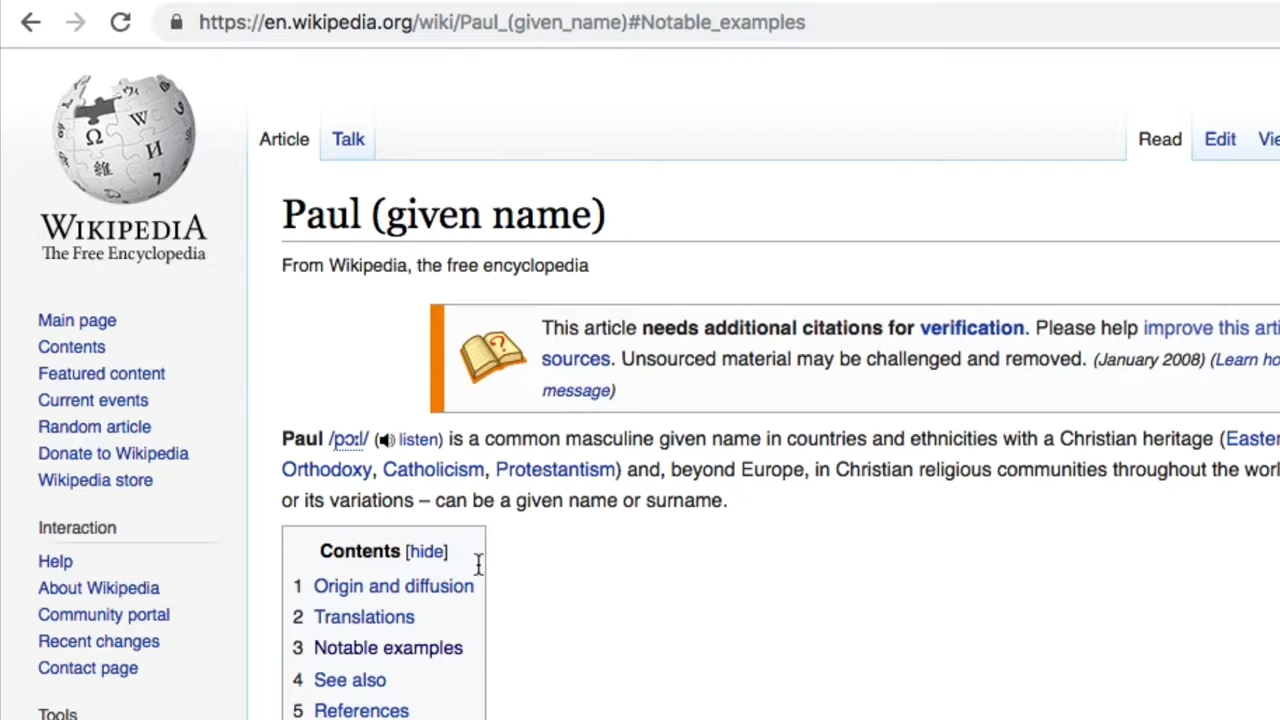 https://en.wikipedia.org/wiki/Paul_(given_name)#Notable_examples
WIKIPEDIA
The Free Encyclopedia
Main page
Contents
Featured content
Current events
Random article
Donate to Wikipedia
Wikipedia store
Interaction
Help
About Wikipedia
Community portal
Recent changes
Contact page
Tools
Article Talk
Read Edit Vie
Paul (given name)
From Wikipedia, the free encyclopedia
This article needs additional citations for verification. Please help improve this arti
sources. Unsourced material may be challenged and removed. (January 2008) (Learn ho
message)
Paul /pɔːl/ (listen) is a common masculine given name in countries and ethnicities with a Christian heritage (Easter
Orthodoxy, Catholicism, Protestantism) and, beyond Europe, in Christian religious communities throughout the worl
or its variations – can be a given name or surname.
Contents [hide]
1 Origin and diffusion
2 Translations
3 Notable examples
4 See also
5 References